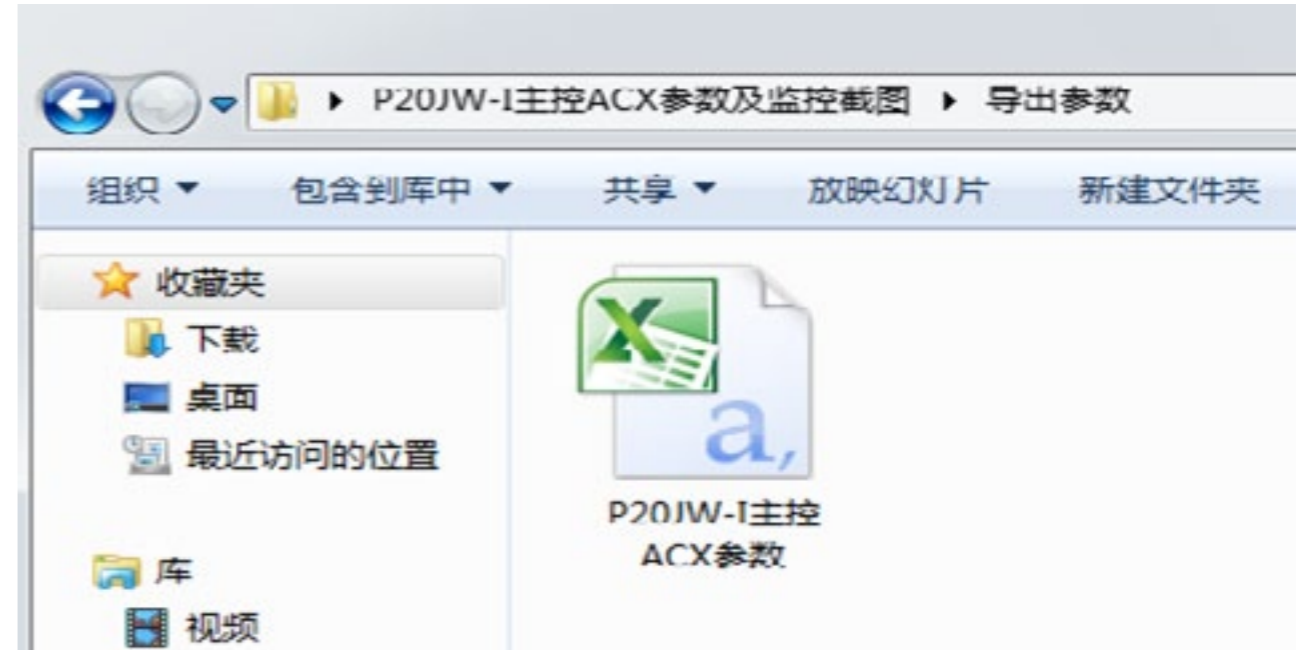 P20JW-I主控ACX参数及监控截图 导出参数
组织 包含到库中 共享 放映幻灯片 新建文件夹
收藏夹
下载
桌面
最近访问的位置
库
视频
a,
P20JW-I主控
ACX参数